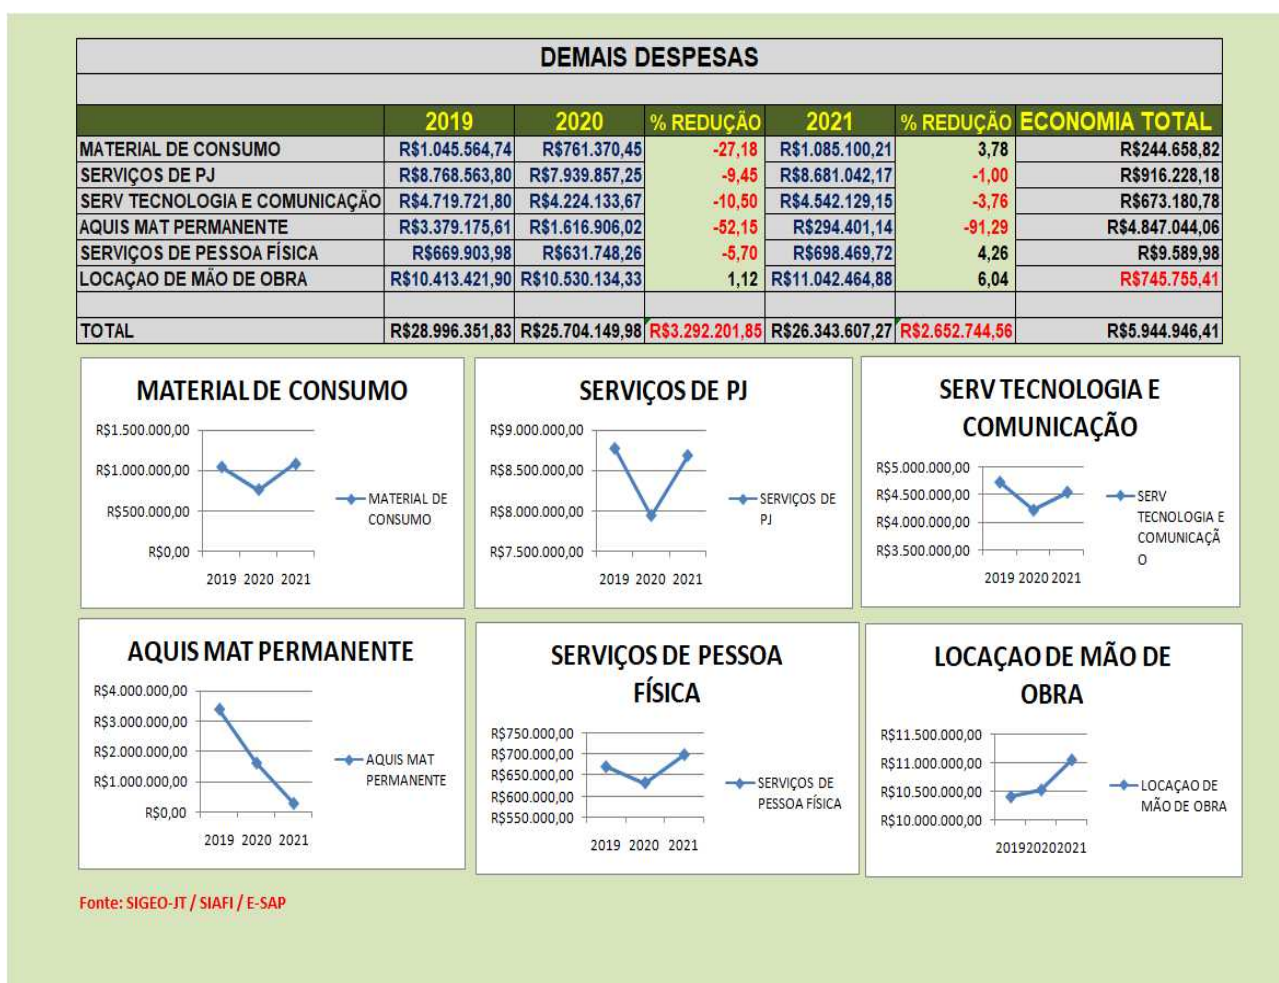 DEMAIS DESPESAS
2019 2020 % REDUÇÃO 2021 % REDUÇÃO ECONOMIA TOTAL
MATERIAL DE CONSUMO R$1.045.564,74 R$761.370,45 -27,18 R$1.085.100,21 3,78 R$244.658,82
SERVIÇOS DE PJ R$8.768.563,80 R$7.939.857,25 -9,45 R$8.681.042,17 -1,00 R$916.228,18
SERV TECNOLOGIA E COMUNICAÇÃO R$4.719.721,80 R$4.224.133,67 -10,50 R$4.542.129,15 -3,76 R$673.180,78
AQUIS MAT PERMANENTE R$3.379.175,61 R$1.616.906,02 -52,15 R$294.401,14 -91,29 R$4.847.044,06
SERVIÇOS DE PESSOA FÍSICA R$669.903,98 R$631.748,26 -5,70 R$698.469,72 4,26 R$9.589,98
LOCAÇAO DE MÃO DE OBRA R$10.413.421,90 R$10.530.134,33 1,12 R$11.042.464,88 6,04 R$745.755,41
TOTAL R$28.996.351,83 R$25.704.149,98 R$3.292.201,85 R$26.343.607,27 R$2.652.744,56 R$5.944.946,41
MATERIAL DE CONSUMO
R$1.500.000,00
R$1.000.000,00
R$500.000,00
R$0,00
2019 2020 2021
MATERIAL DE
CONSUMO
SERVIÇOS DE PJ
R$9.000.000,00
R$8.500.000,00
R$8.000.000,00
R$7.500.000,00
2019 2020 2021
SERVIÇOS DE
PJ
SERV TECNOLOGIA E
COMUNICAÇÃO
R$5.000.000,00
R$4.500.000,00
R$4.000.000,00
R$3.500.000,00
2019 2020 2021
SERV
TECNOLOGIA E
COMUNICAÇÃ
O
AQUIS MAT PERMANENTE
R$4.000.000,00
R$3.000.000,00
R$2.000.000,00
R$1.000.000,00
R$0,00
2019 2020 2021
AQUIS MAT
PERMANENTE
SERVIÇOS DE PESSOA
FÍSICA
R$750.000,00
R$700.000,00
R$650.000,00
R$600.000,00
R$550.000,00
2019 2020 2021
SERVIÇOS DE
PESSOA FÍSICA
LOCAÇAO DE MÃO DE
OBRA
R$11.500.000,00
R$11.000.000,00
R$10.500.000,00
R$10.000.000,00
2019 2020 2021
LOCAÇAO DE
MÃO DE OBRA
Fonte: SIGEO-JT / SIAFI / E-SAP